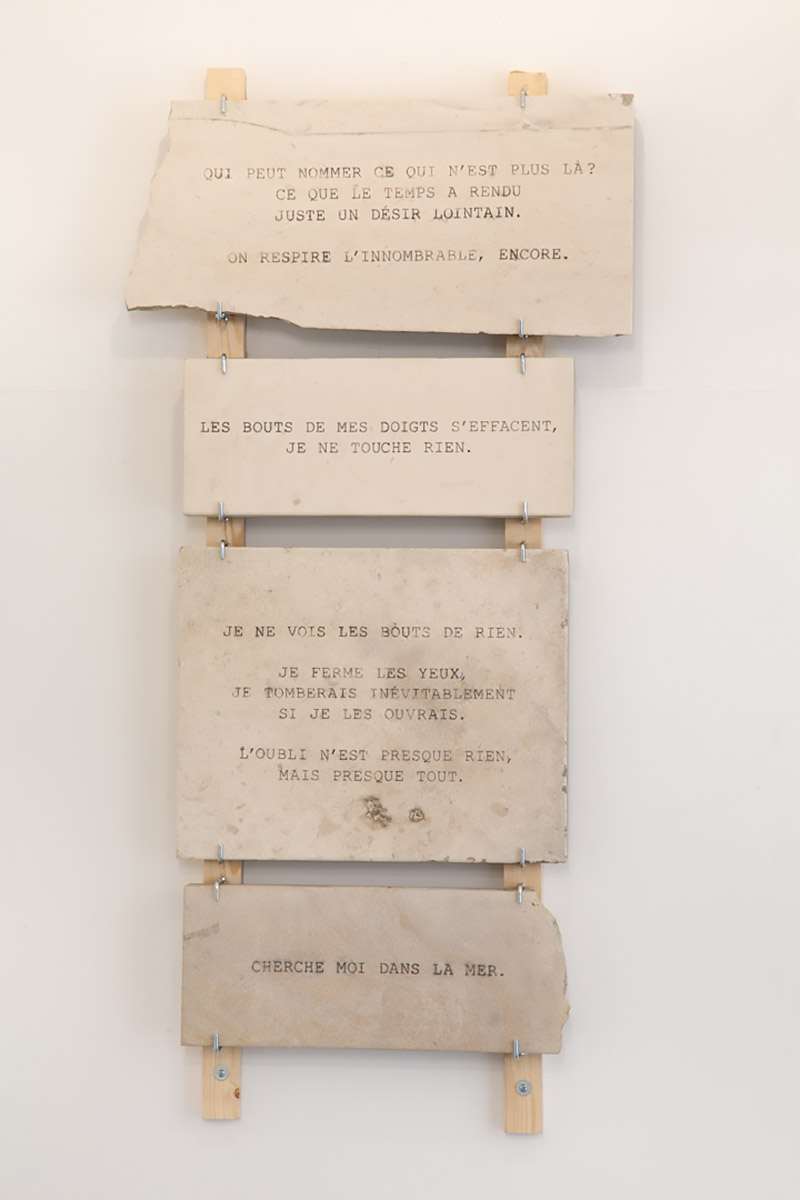 QUI PEUT NOMMER CE QUI N'EST PLUS LÀ?
CE QUE LE TEMPS A RENDU
JUSTE UN DÉSIR LOINTAIN.
ON RESPIRE L'INNOMBRABLE, ENCORE.
LES BOUTS DE MES DOIGTS S'EFFACENT,
JE NE TOUCHE RIEN.
JE NE VOIS LES BOUTS DE RIEN.
JE FERME LES YEUX,
JE TOMBERAIS INÉVITABLEMENT
SI JE LES OUVRAIS.
L'OUBLI N'EST PRESQUE RIEN,
MAIS PRESQUE TOUT.
CHERCHE MOI DANS LA MER.